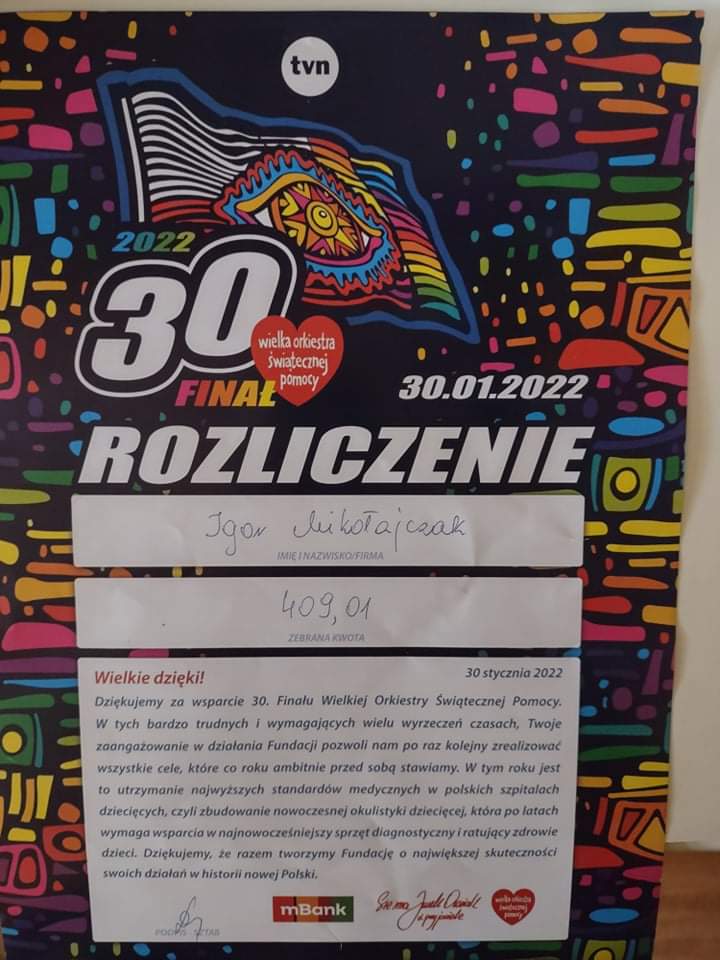 tvn
2022
30
FINAŁ
wielka orkiestra
świątecznej
pomocy
30.01.2022
ROZLICZENIE
Igor Mikołajczak
IMIĘ I NAZWISKO/FIRMA
409,01
ZEBRANA KWOTA
Wielkie dzięki!
30 stycznia 2022
Dziękujemy za wsparcie 30. Finału Wielkiej Orkiestry Świątecznej Pomocy.
W tych bardzo trudnych i wymagających wielu wyrzeczeń czasach, Twoje
zaangażowanie w działania Fundacji pozwoli nam po raz kolejny zrealizować
wszystkie cele, które co roku ambitnie przed sobą stawiamy. W tym roku jest
to utrzymanie najwyższych standardów medycznych w polskich szpitalach
dziecięcych, czyli zbudowanie nowoczesnej okulistyki dziecięcej, która po latach
wymaga wsparcia w najnowocześniejszy sprzęt diagnostyczny i ratujący zdrowie
dzieci. Dziękujemy, że razem tworzymy Fundację o największej skuteczności
swoich działań w historii nowej Polski.
PODPIS SZTAB
mBank
Sie ma Jurek Owsiak
i przyjaciele
wielka orkiestra
świątecznej
pomocy